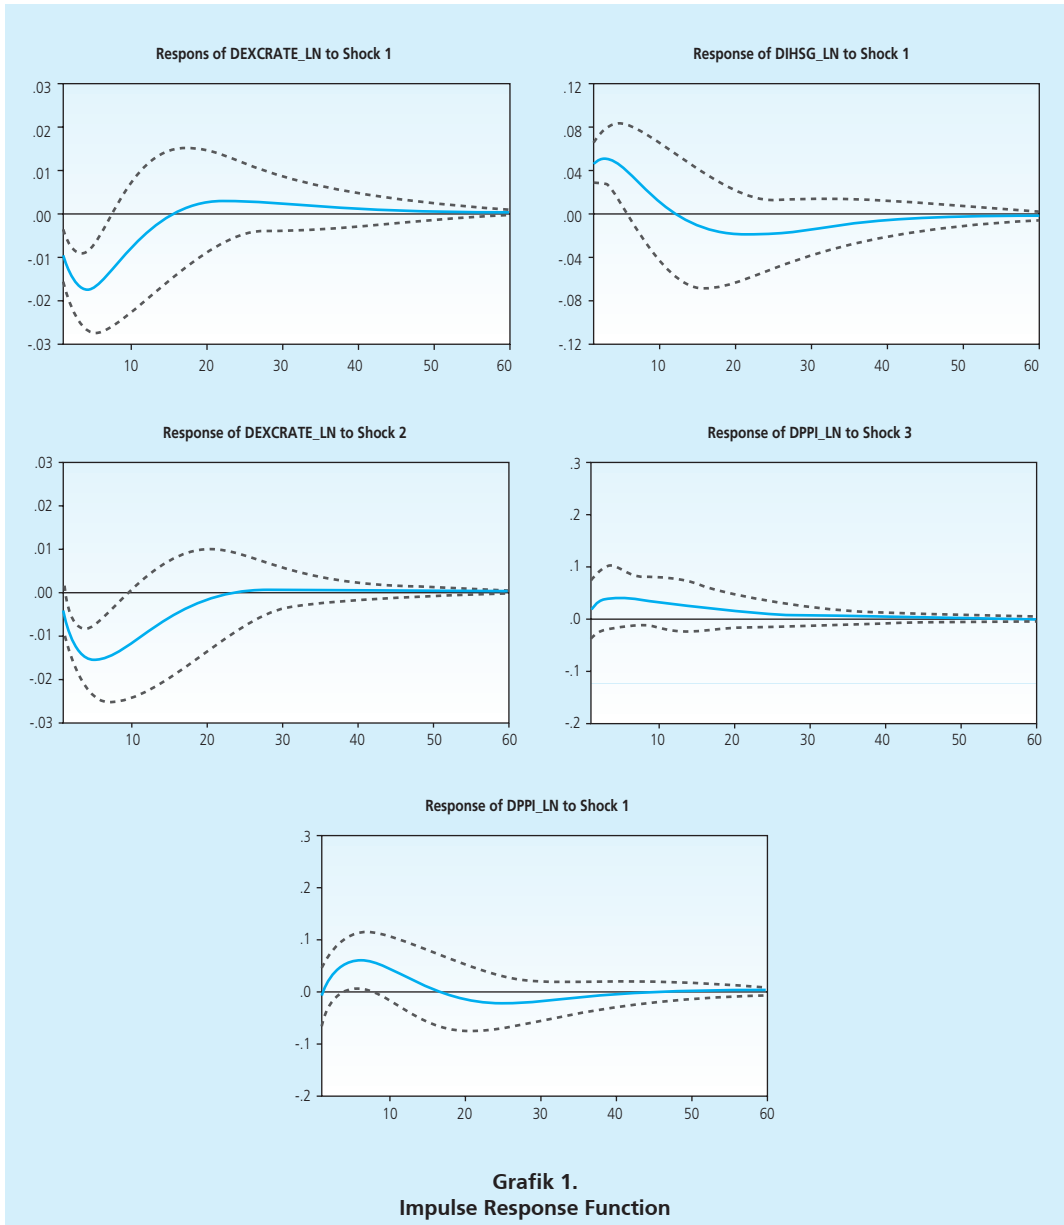 Respons of DEXCRATE_LN to Shock 1
.03
.02
.01
.00
-.01
-.02
-.03
10 20 30 40 50 60
Response of DIHSG_LN to Shock 1
.12
.08
.04
.00
-.04
-.08
-.12
10 20 30 40 50 60
Response of DEXCRATE_LN to Shock 2
.03
.02
.01
.00
-.01
-.02
-.03
10 20 30 40 50 60
Response of DPPI_LN to Shock 3
.3
.2
.1
.0
-.1
-.2
10 20 30 40 50 60
Response of DPPI_LN to Shock 1
.3
.2
.1
.0
-.1
-.2
10 20 30 40 50 60
Grafik 1.
Impulse Response Function